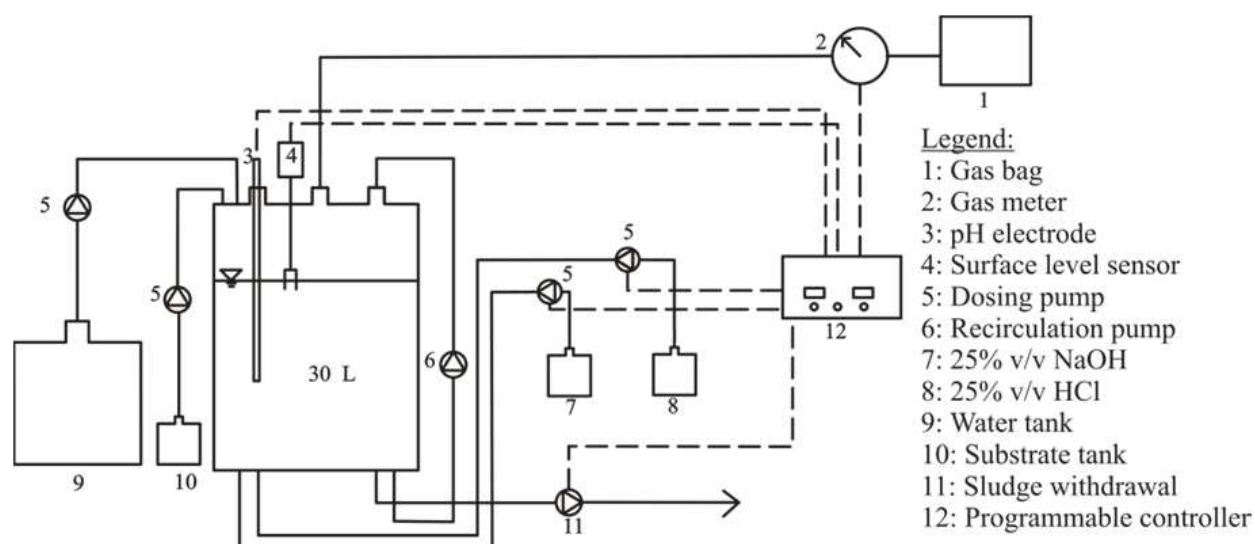 2
1
3
4
5
5
5
5
6
30 L
7
8
9
10
11
12
Legend:
1: Gas bag
2: Gas meter
3: pH electrode
4: Surface level sensor
5: Dosing pump
6: Recirculation pump
7: 25% v/v NaOH
8: 25% v/v HCl
9: Water tank
10: Substrate tank
11: Sludge withdrawal
12: Programmable controller